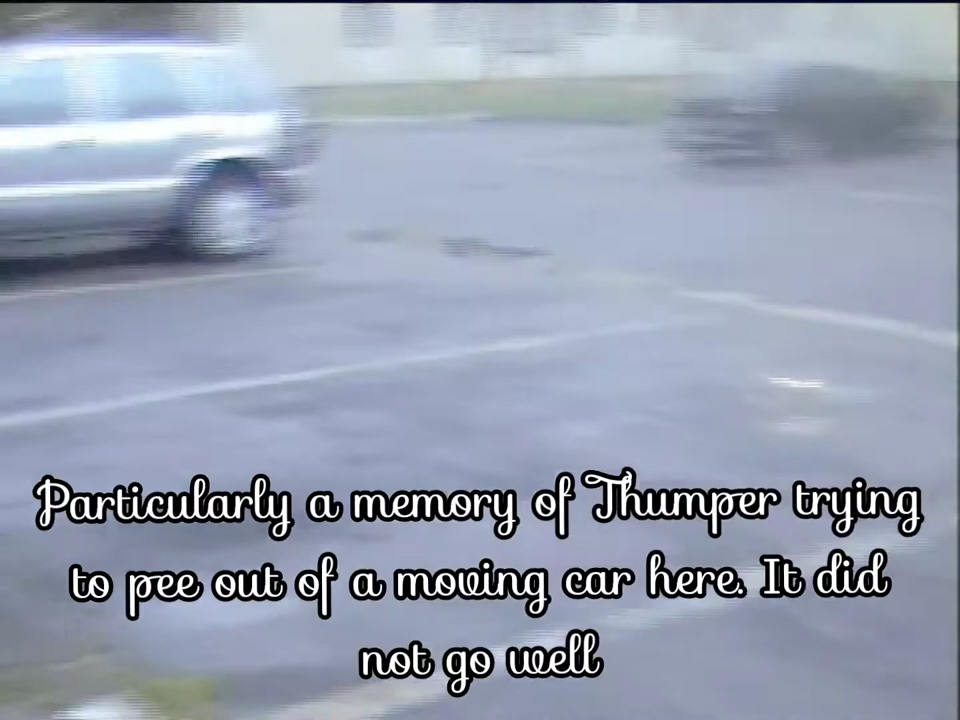 Particularly a memory of Thumper trying
to pee out of a moving car here. It did
not go well